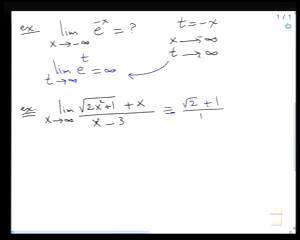 ex lim x→-∞ e^-x = ? t = -x
x → -∞
t → ∞
lim t→∞ e^t = ∞
ex lim x→∞ (√(2x²+1) + x)/(x - 3) = (√2 + 1)/1
1 / 1